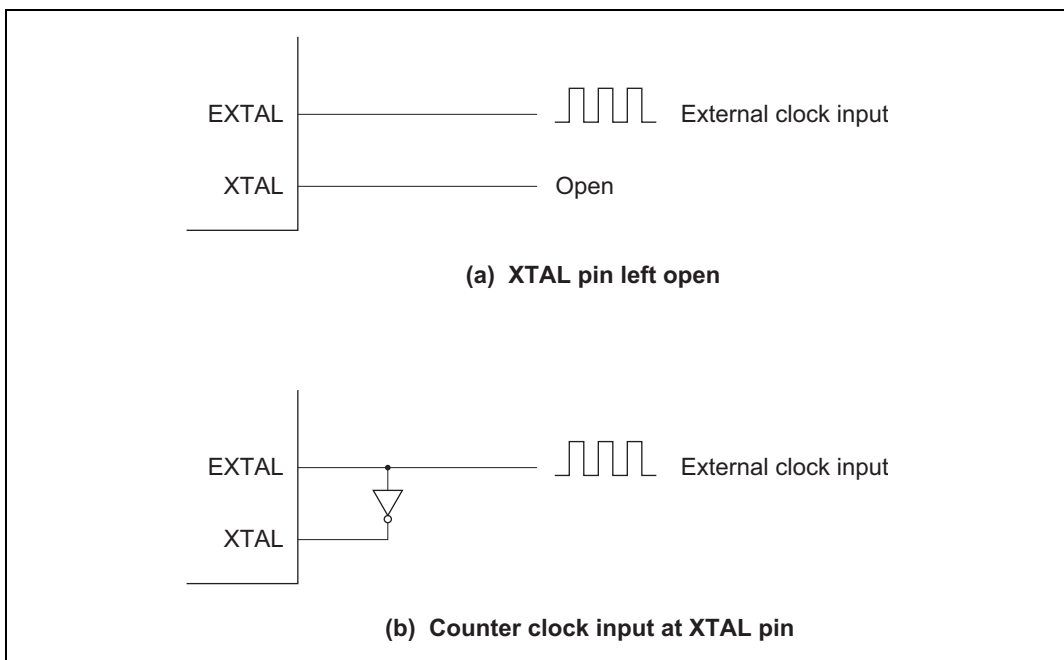 EXTAL External clock input
XTAL Open
(a) XTAL pin left open
EXTAL External clock input
XTAL
(b) Counter clock input at XTAL pin